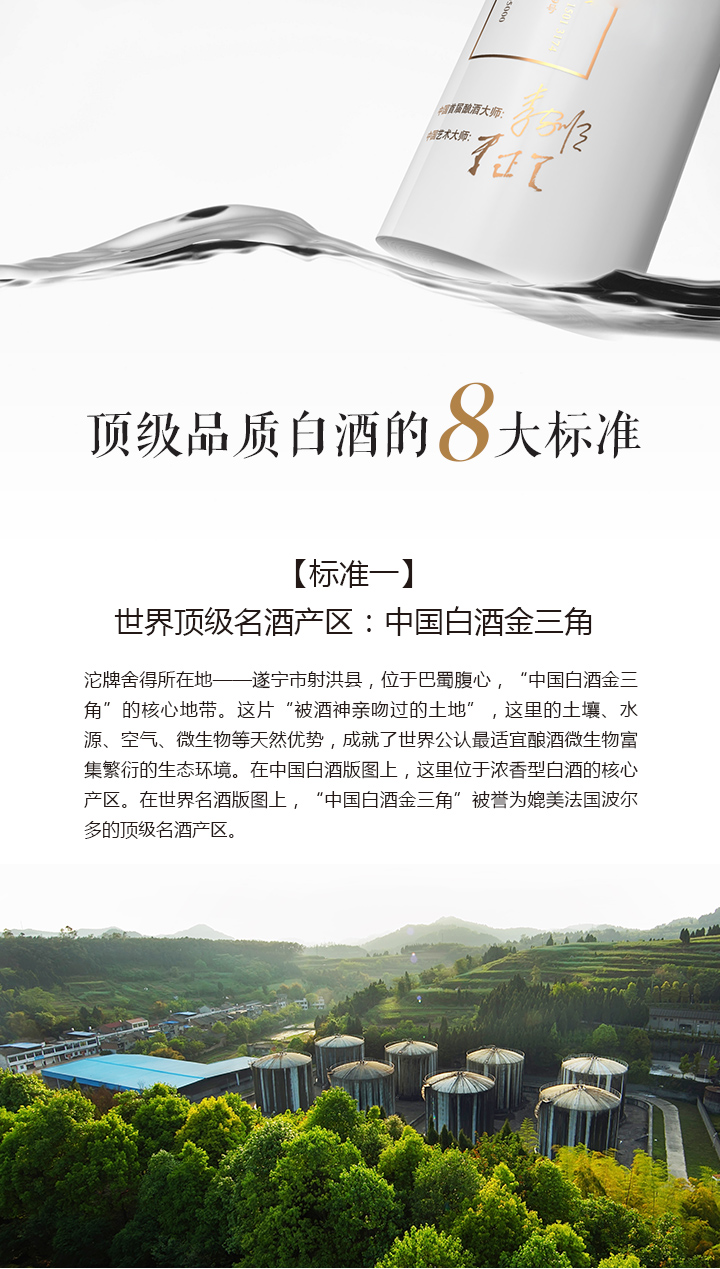 5000
中国首届酿酒大师：
中国艺术大师：
顶级品质白酒的8大标准
【标准一】
世界顶级名酒产区：中国白酒金三角
沱牌舍得所在地——遂宁市射洪县，位于巴蜀腹心，“中国白酒金三
角”的核心地带。这片“被酒神亲吻过的土地”，这里的土壤、水
源、空气、微生物等天然优势，成就了世界公认最适宜酿酒微生物富
集繁衍的生态环境。在中国白酒版图上，这里位于浓香型白酒的核心
产区。在世界名酒版图上，“中国白酒金三角”被誉为媲美法国波尔
多的顶级名酒产区。